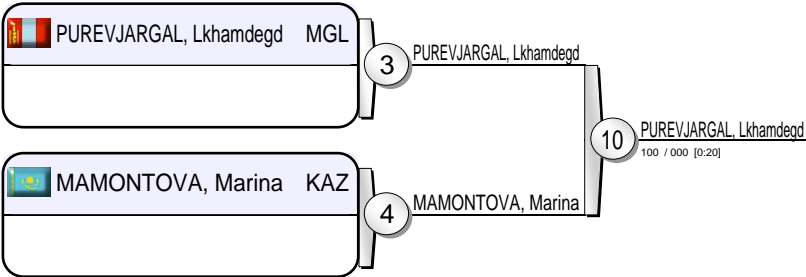 PUREVJARGAL, Lkhamdegd MGL
3
PUREVJARGAL, Lkhamdegd
10
PUREVJARGAL, Lkhamdegd
100 / 000 [0:20]
MAMONTOVA, Marina KAZ
4
MAMONTOVA, Marina